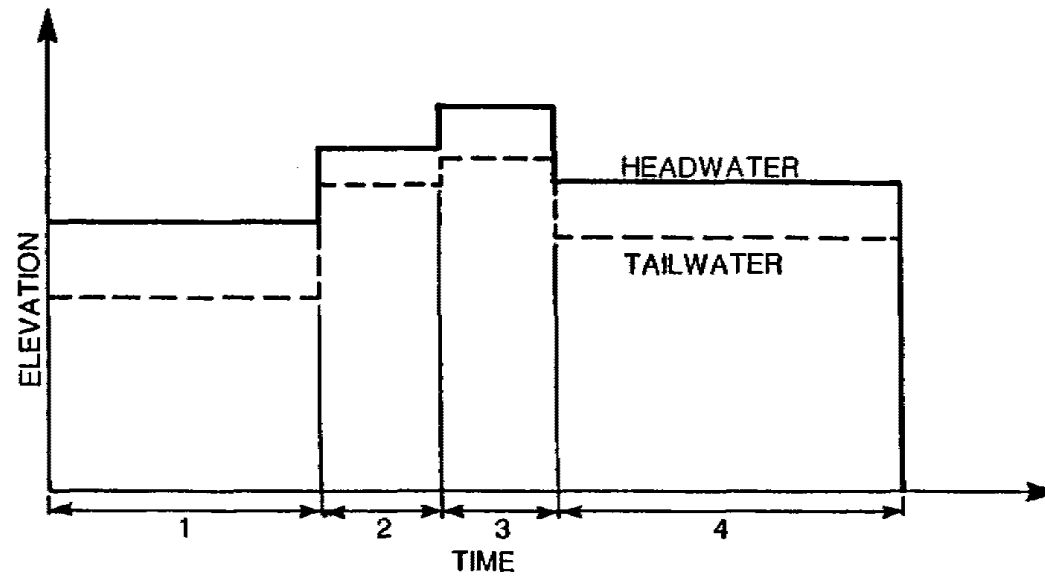 HEADWATER
TAILWATER
ELEVATION
1 2 3 4
TIME